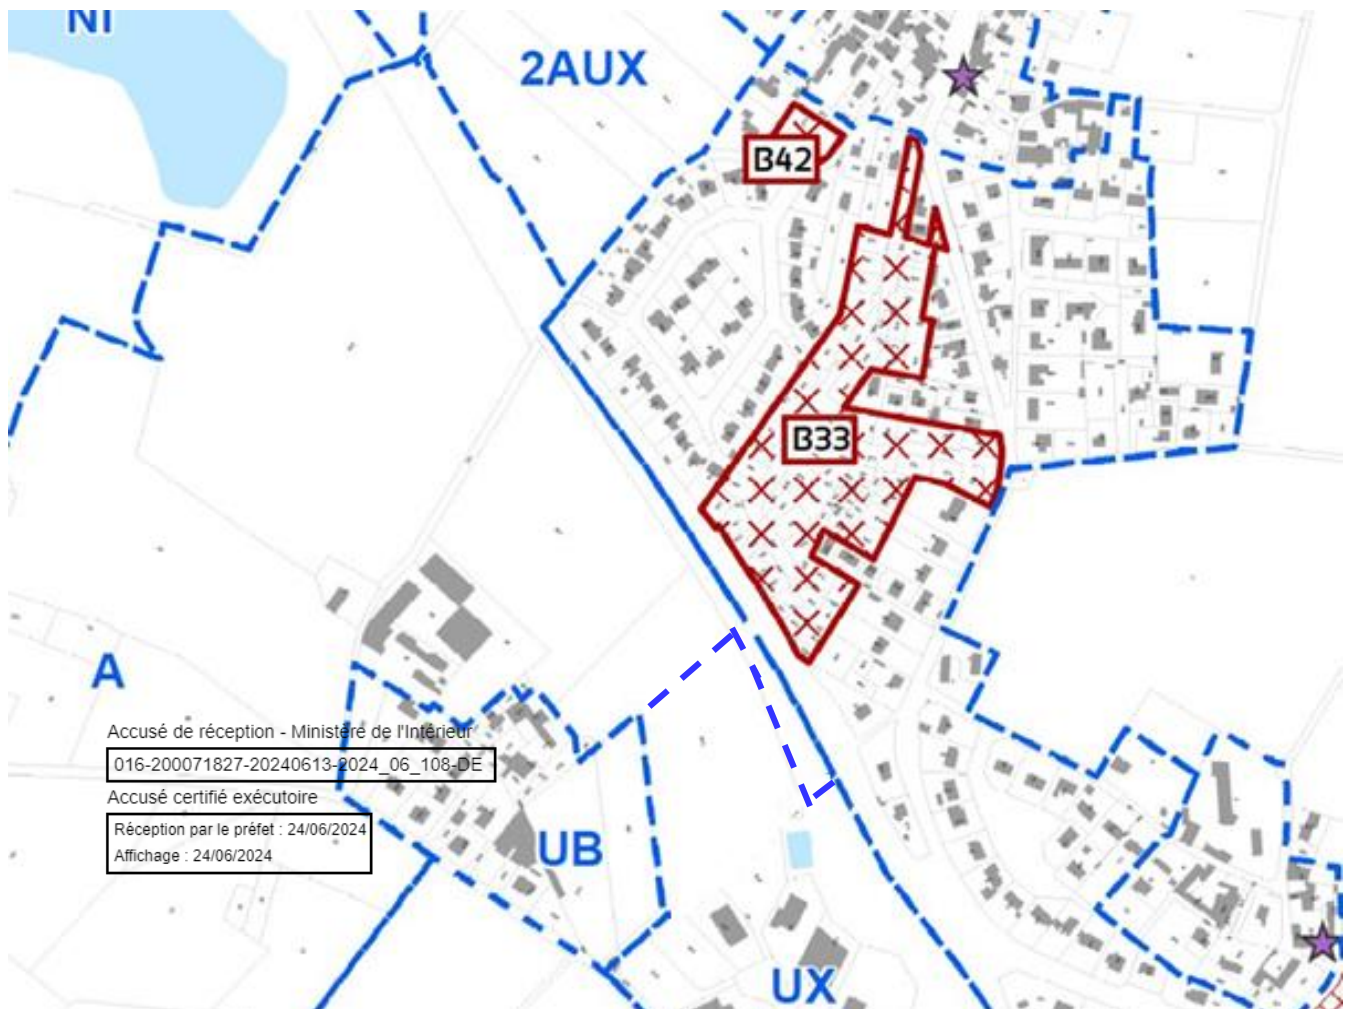 NI
2AUX
B42
B33
A
Accusé de réception - Ministère de l'Intérieur
016-200071827-20240613-2024_06_108-DE
Accusé certifié exécutoire
Réception par le préfet : 24/06/2024
Affichage : 24/06/2024
UB
UX